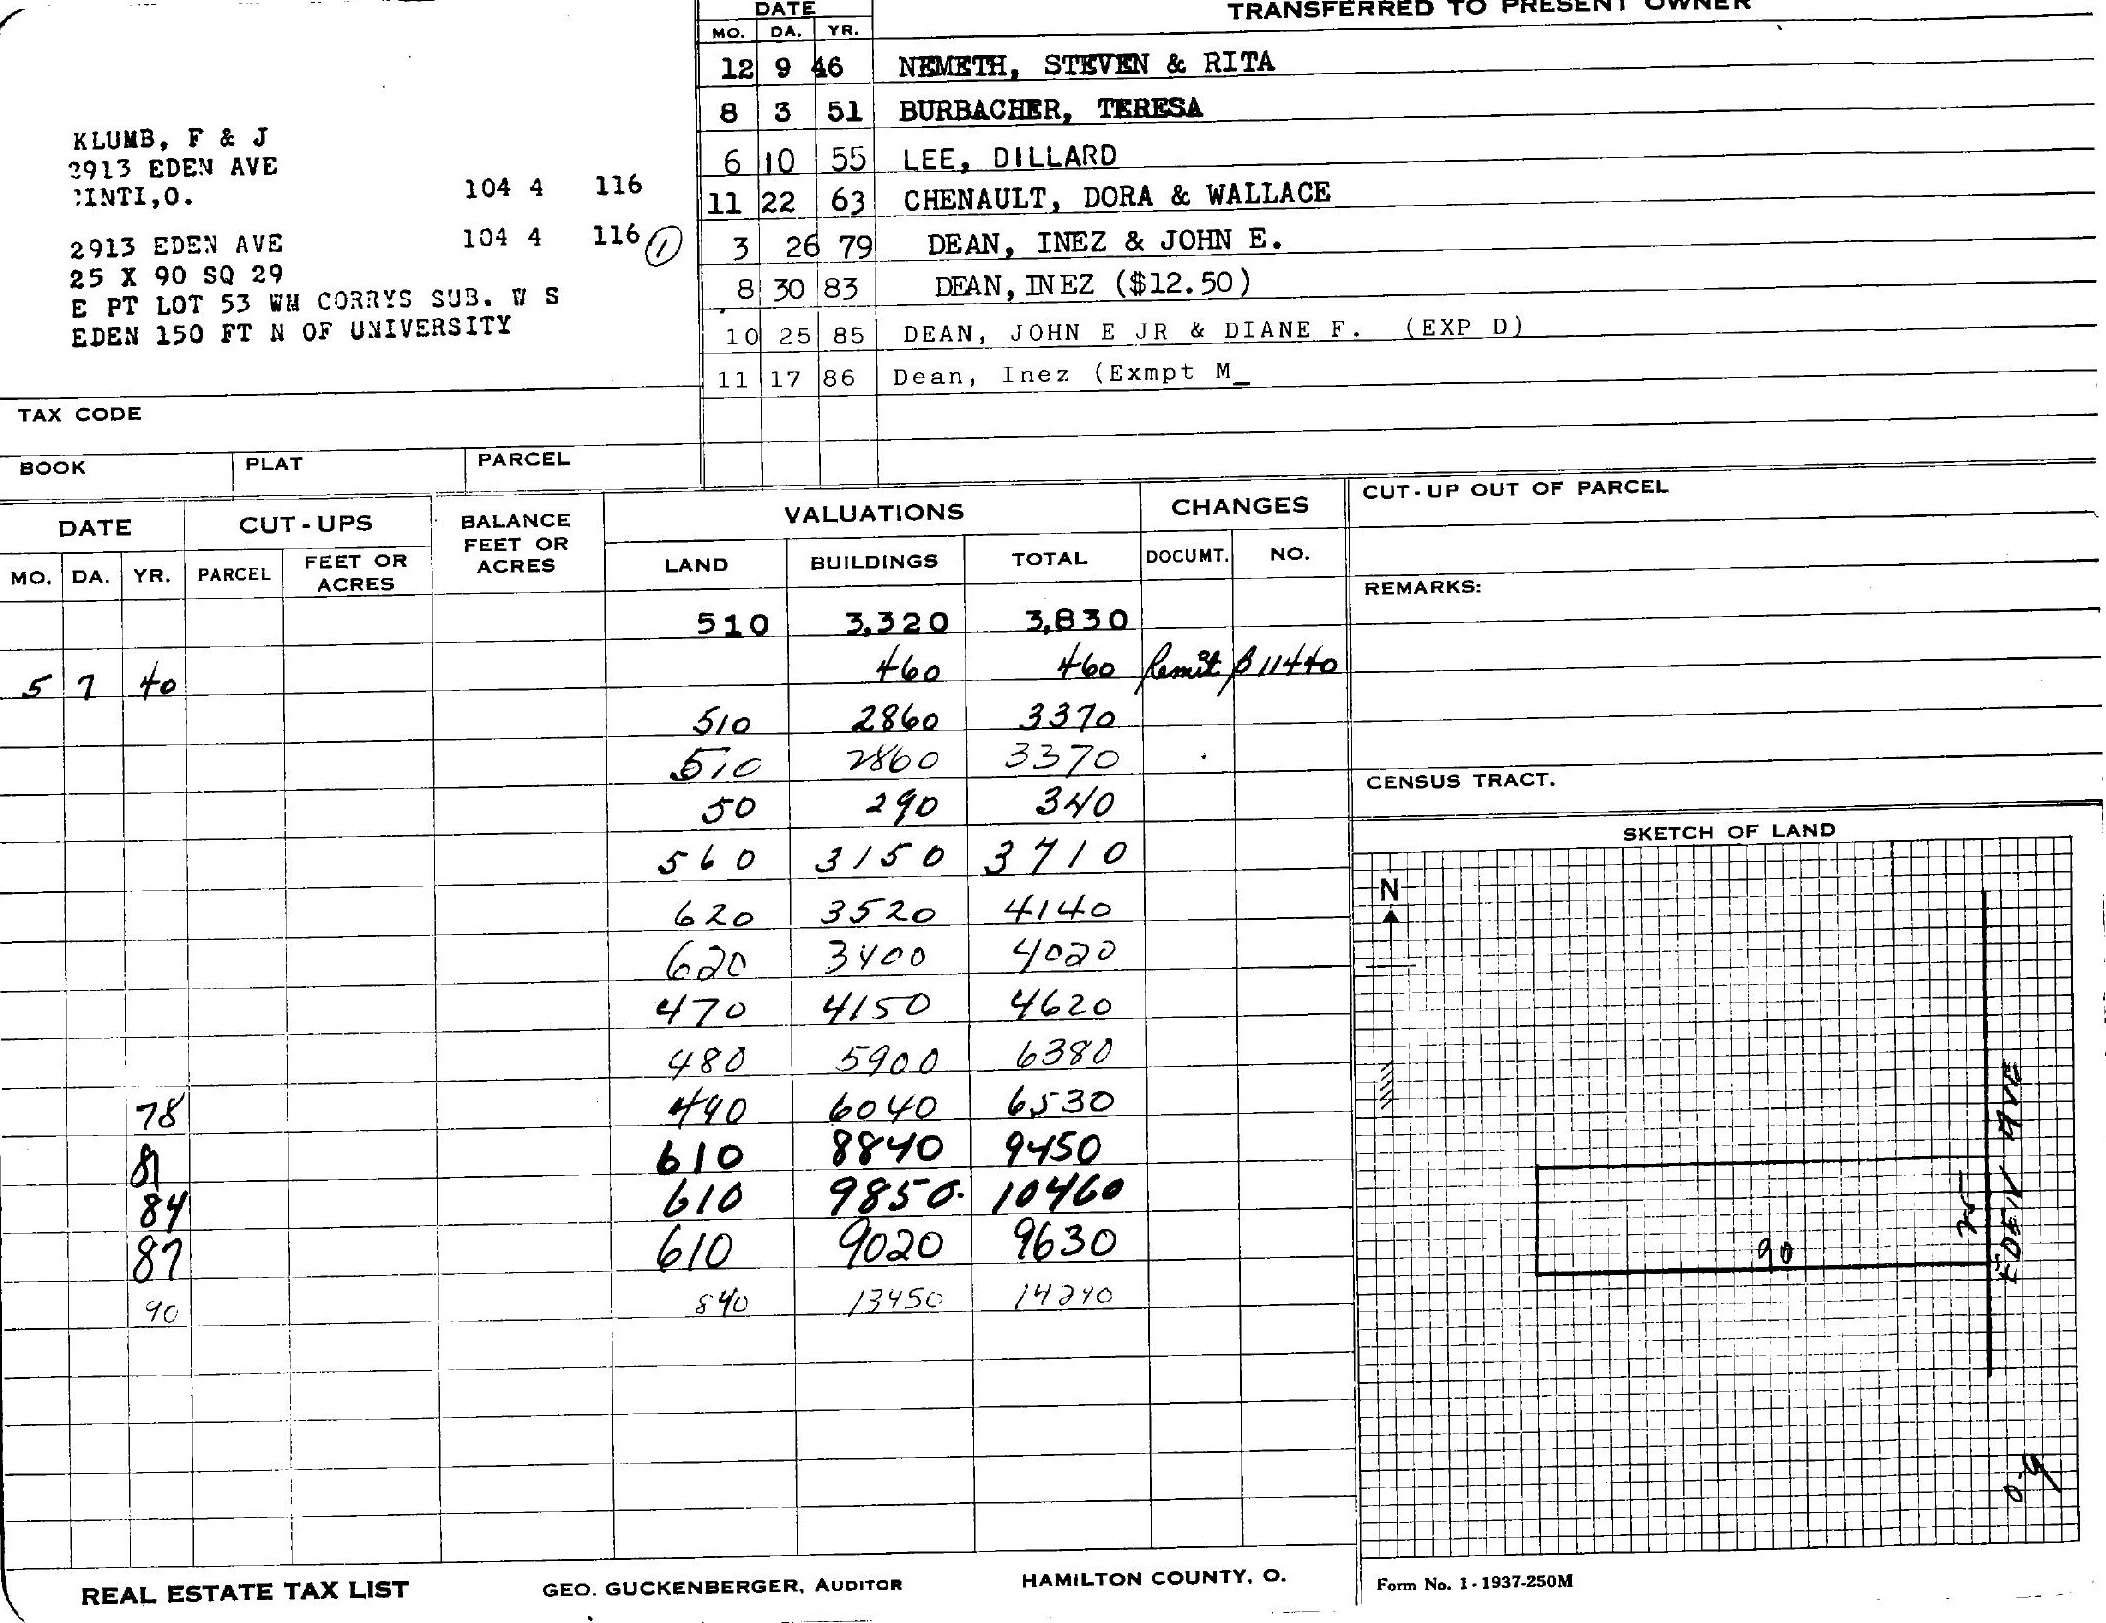 KLUMB, F & J
2913 EDEN AVE
CINTI,O. 104 4 116
2913 EDEN AVE 104 4 116 (1)
25 X 90 SQ 29
E PT LOT 53 WM CORRYS SUB. W S
EDEN 150 FT N OF UNIVERSITY
TAX CODE
BOOK PLAT PARCEL
DATE TRANSFERRED TO PRESENT OWNER
MO. DA. YR.
12 9 46 NEMETH, STEVEN & RITA
8 3 51 BURBACHER, TERESA
6 10 55 LEE, DILLARD
11 22 63 CHENAULT, DORA & WALLACE
3 26 79 DEAN, INEZ & JOHN E.
8 30 83 DEAN, INEZ ($12.50)
10 25 85 DEAN, JOHN E JR & DIANE F. (EXP D)
11 17 86 Dean, Inez (Exmpt M_
DATE CUT-UPS BALANCE FEET OR ACRES VALUATIONS CHANGES
MO. DA. YR. PARCEL FEET OR ACRES LAND BUILDINGS TOTAL DOCUMT. NO.
510 3,320 3,830
5 7 40 460 460 Remit B 11440
510 2860 3370
510 2860 3370
50 290 340
560 3150 3710
620 3520 4140
620 3400 4020
470 4150 4620
480 5900 6380
78 490 6040 6530
81 610 8840 9450
84 610 9850 10460
87 610 9020 9630
90 840 13450 14290
CUT-UP OUT OF PARCEL
REMARKS:
CENSUS TRACT.
SKETCH OF LAND
N
EDEN AVE
25
90
REAL ESTATE TAX LIST GEO. GUCKENBERGER, AUDITOR HAMILTON COUNTY, O. Form No. 1-1937-250M